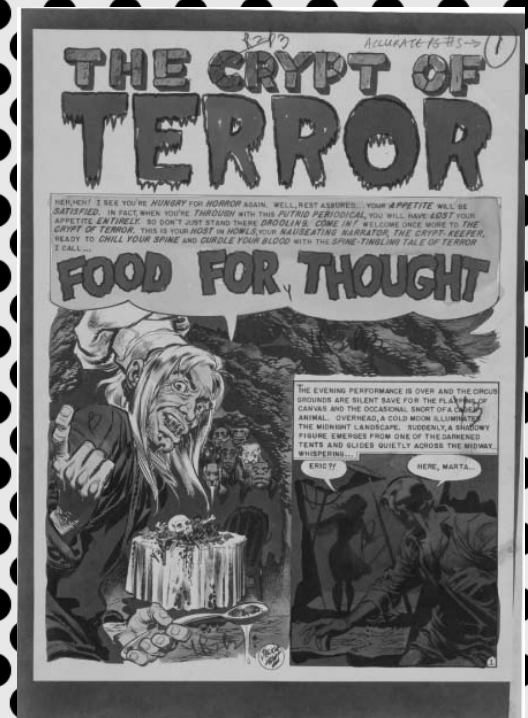 ACCURATE PG #5→ 1
THE CRYPT OF
TERROR
HEH, HEH! I SEE YOU'RE HUNGRY FOR HORROR AGAIN. WELL, REST ASSURED... YOUR APPETITE WILL BE
SATISFIED. IN FACT, WHEN YOU'RE THROUGH WITH THIS PUTRID PERIODICAL, YOU WILL HAVE LOST YOUR
APPETITE ENTIRELY. SO DON'T JUST STAND THERE DROOLING. COME IN! WELCOME ONCE MORE TO THE
CRYPT OF TERROR. THIS IS YOUR HOST IN HOWLS, YOUR NAUSEATING NARRATOR, THE CRYPT-KEEPER,
READY TO CHILL YOUR SPINE AND CURDLE YOUR BLOOD WITH THE SPINE-TINGLING TALE OF TERROR
I CALL...
FOOD FOR THOUGHT
THE EVENING PERFORMANCE IS OVER AND THE CIRCUS
GROUNDS ARE SILENT SAVE FOR THE FLAPPING OF
CANVAS AND THE OCCASIONAL SNORT OF A CAGED
ANIMAL. OVERHEAD, A COLD MOON ILLUMINATES
THE MIDNIGHT LANDSCAPE. SUDDENLY, A SHADOWY
FIGURE EMERGES FROM ONE OF THE DARKENED
TENTS AND GLIDES QUIETLY ACROSS THE MIDWAY
WHISPERING...
ERIC?!
HERE, MARTA...
1